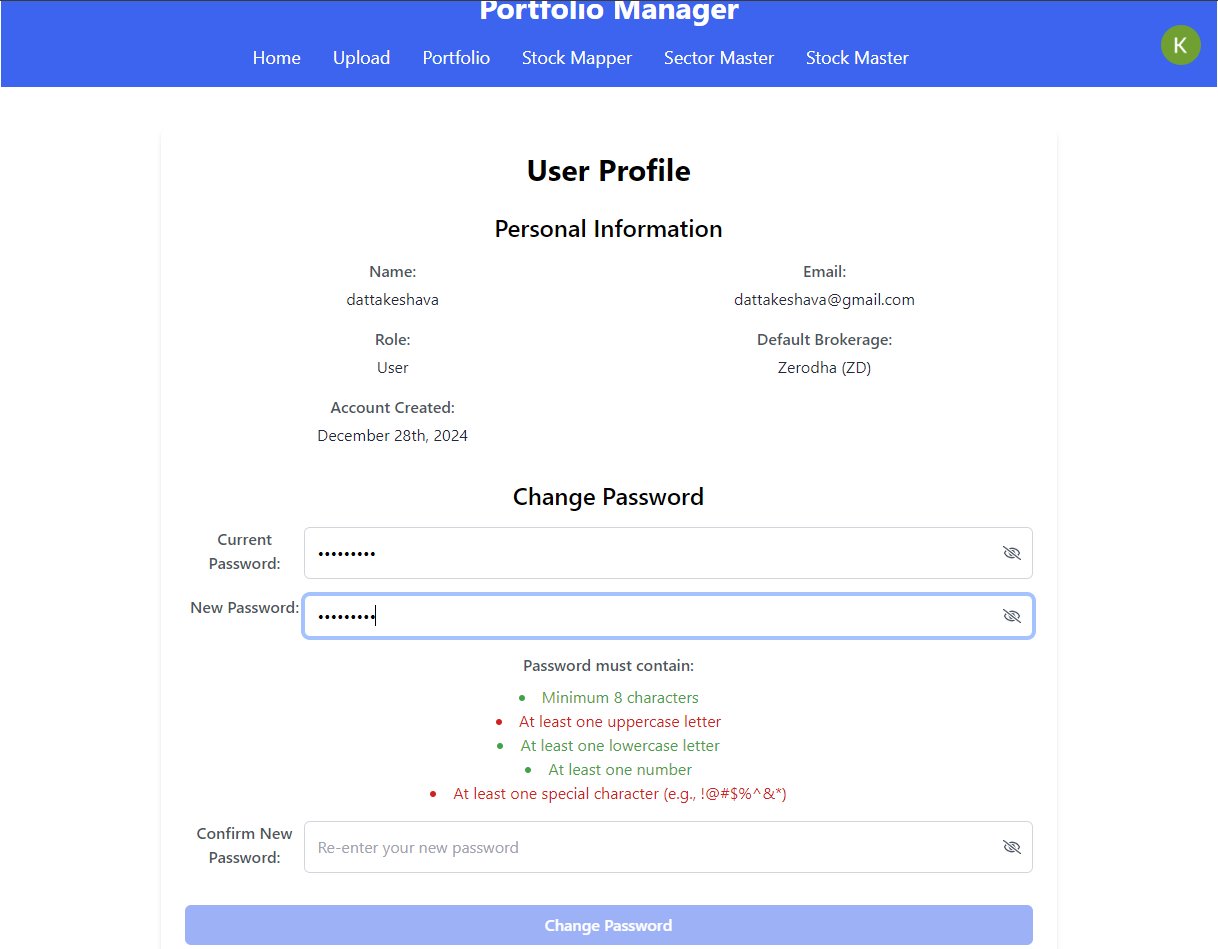 Portfolio Manager
Home Upload Portfolio Stock Mapper Sector Master Stock Master
K
User Profile
Personal Information
Name: Email:
dattakeshava dattakeshava@gmail.com
Role: Default Brokerage:
User Zerodha (ZD)
Account Created:
December 28th, 2024
Change Password
Current
Password:
•••••••••
New Password: •••••••••
Password must contain:
• Minimum 8 characters
• At least one uppercase letter
• At least one lowercase letter
• At least one number
• At least one special character (e.g., !@#$%^&*)
Confirm New
Password:
Re-enter your new password
Change Password